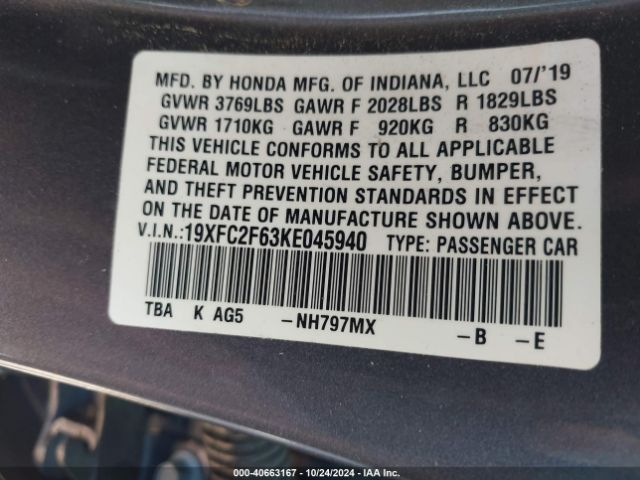 MFD. BY HONDA MFG. OF INDIANA, LLC 07/'19
GVWR 3769LBS GAWR F 2028LBS R 1829LBS
GVWR 1710KG GAWR F 920KG R 830KG
THIS VEHICLE CONFORMS TO ALL APPLICABLE
FEDERAL MOTOR VEHICLE SAFETY, BUMPER,
AND THEFT PREVENTION STANDARDS IN EFFECT
ON THE DATE OF MANUFACTURE SHOWN ABOVE.
V.I.N.:19XFC2F63KE045940 TYPE: PASSENGER CAR
TBA K AG5 -NH797MX -B -E
000-40663167 | 10/24/2024 | IAA Inc.